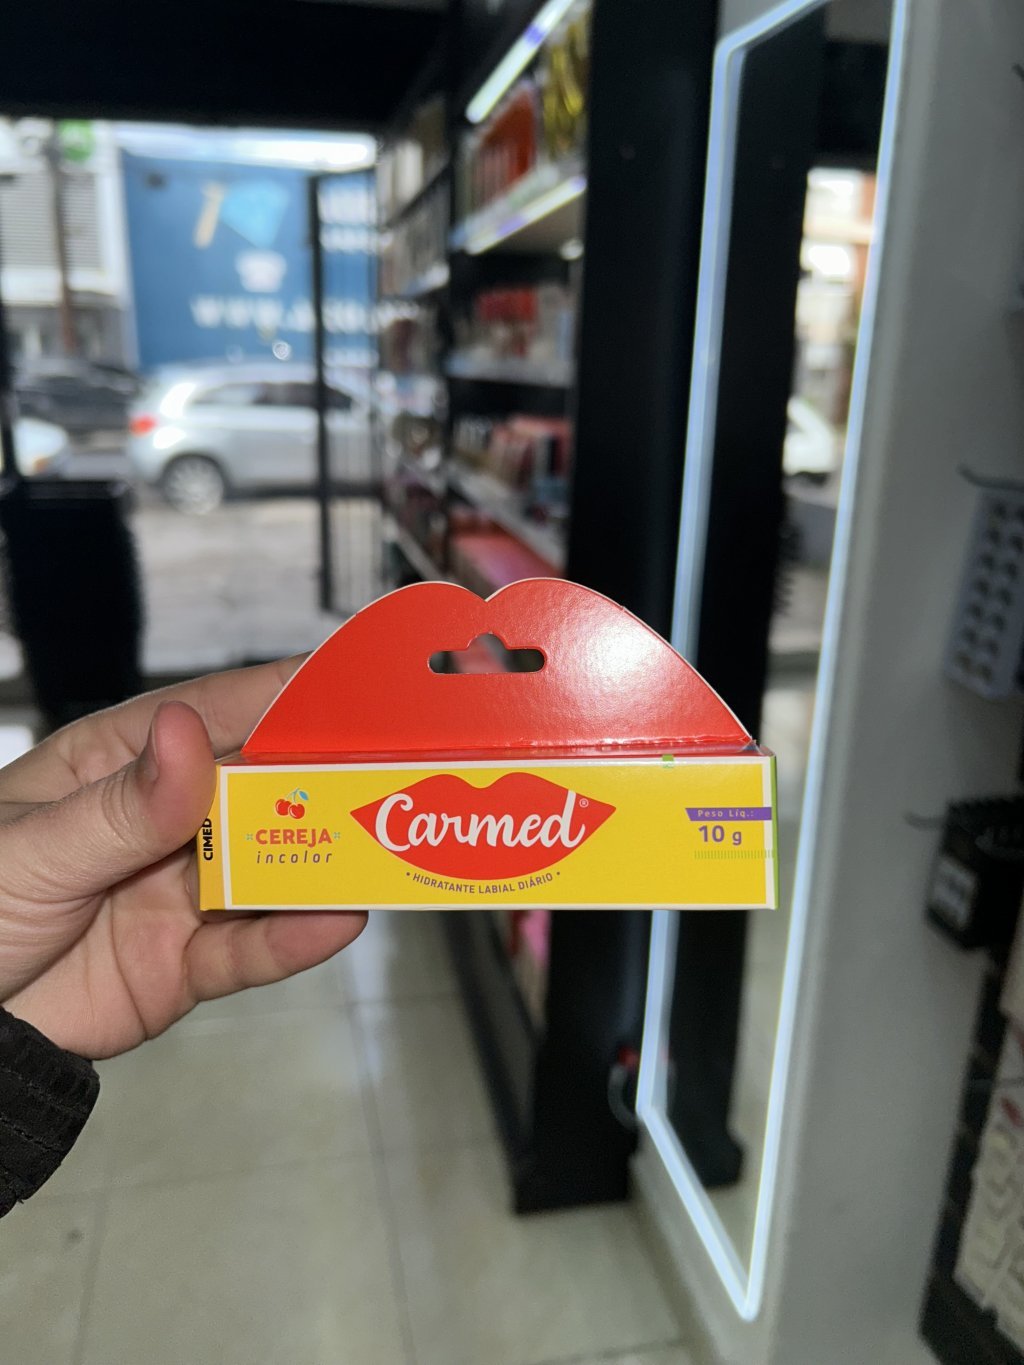 CIMED
CEREJA
incolor
Carmed®
• HIDRATANTE LABIAL DIÁRIO •
Peso Líq.:
10 g